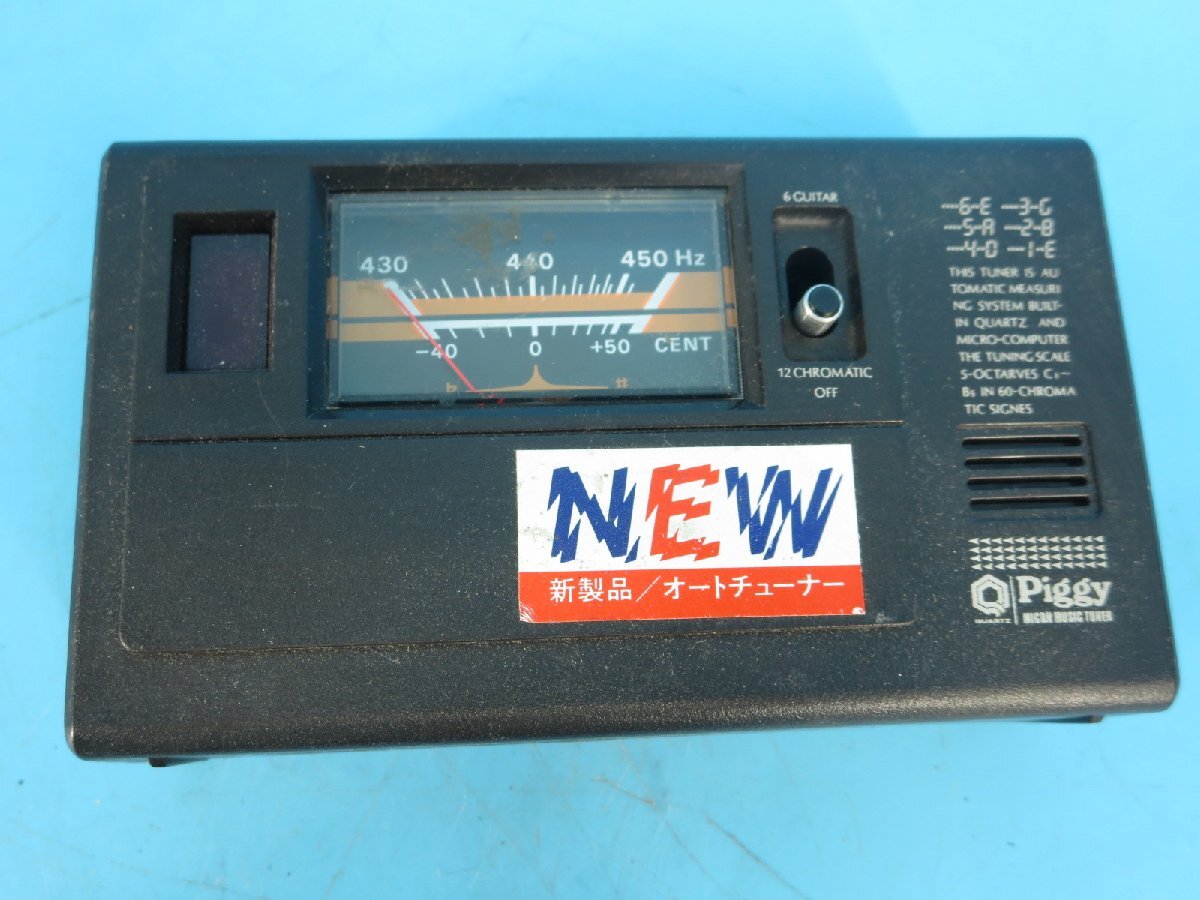 430 440 450 Hz
-40 0 +50 CENT
♭ #
6 GUITAR
12 CHROMATIC
OFF
-6-E -3-G
-5-A -2-B
-4-D -1-E
THIS TUNER IS AU
TOMATIC MEASURI
NG SYSTEM BUILT-
IN QUARTZ AND
MICRO-COMPUTER
THE TUNING SCALE
5-OCTARVES C1~
B5 IN 60-CHROMA
TIC SIGNES
NEW
新製品/オートチューナー
Q
QUARTZ
Piggy
MICOM MUSIC TUNER